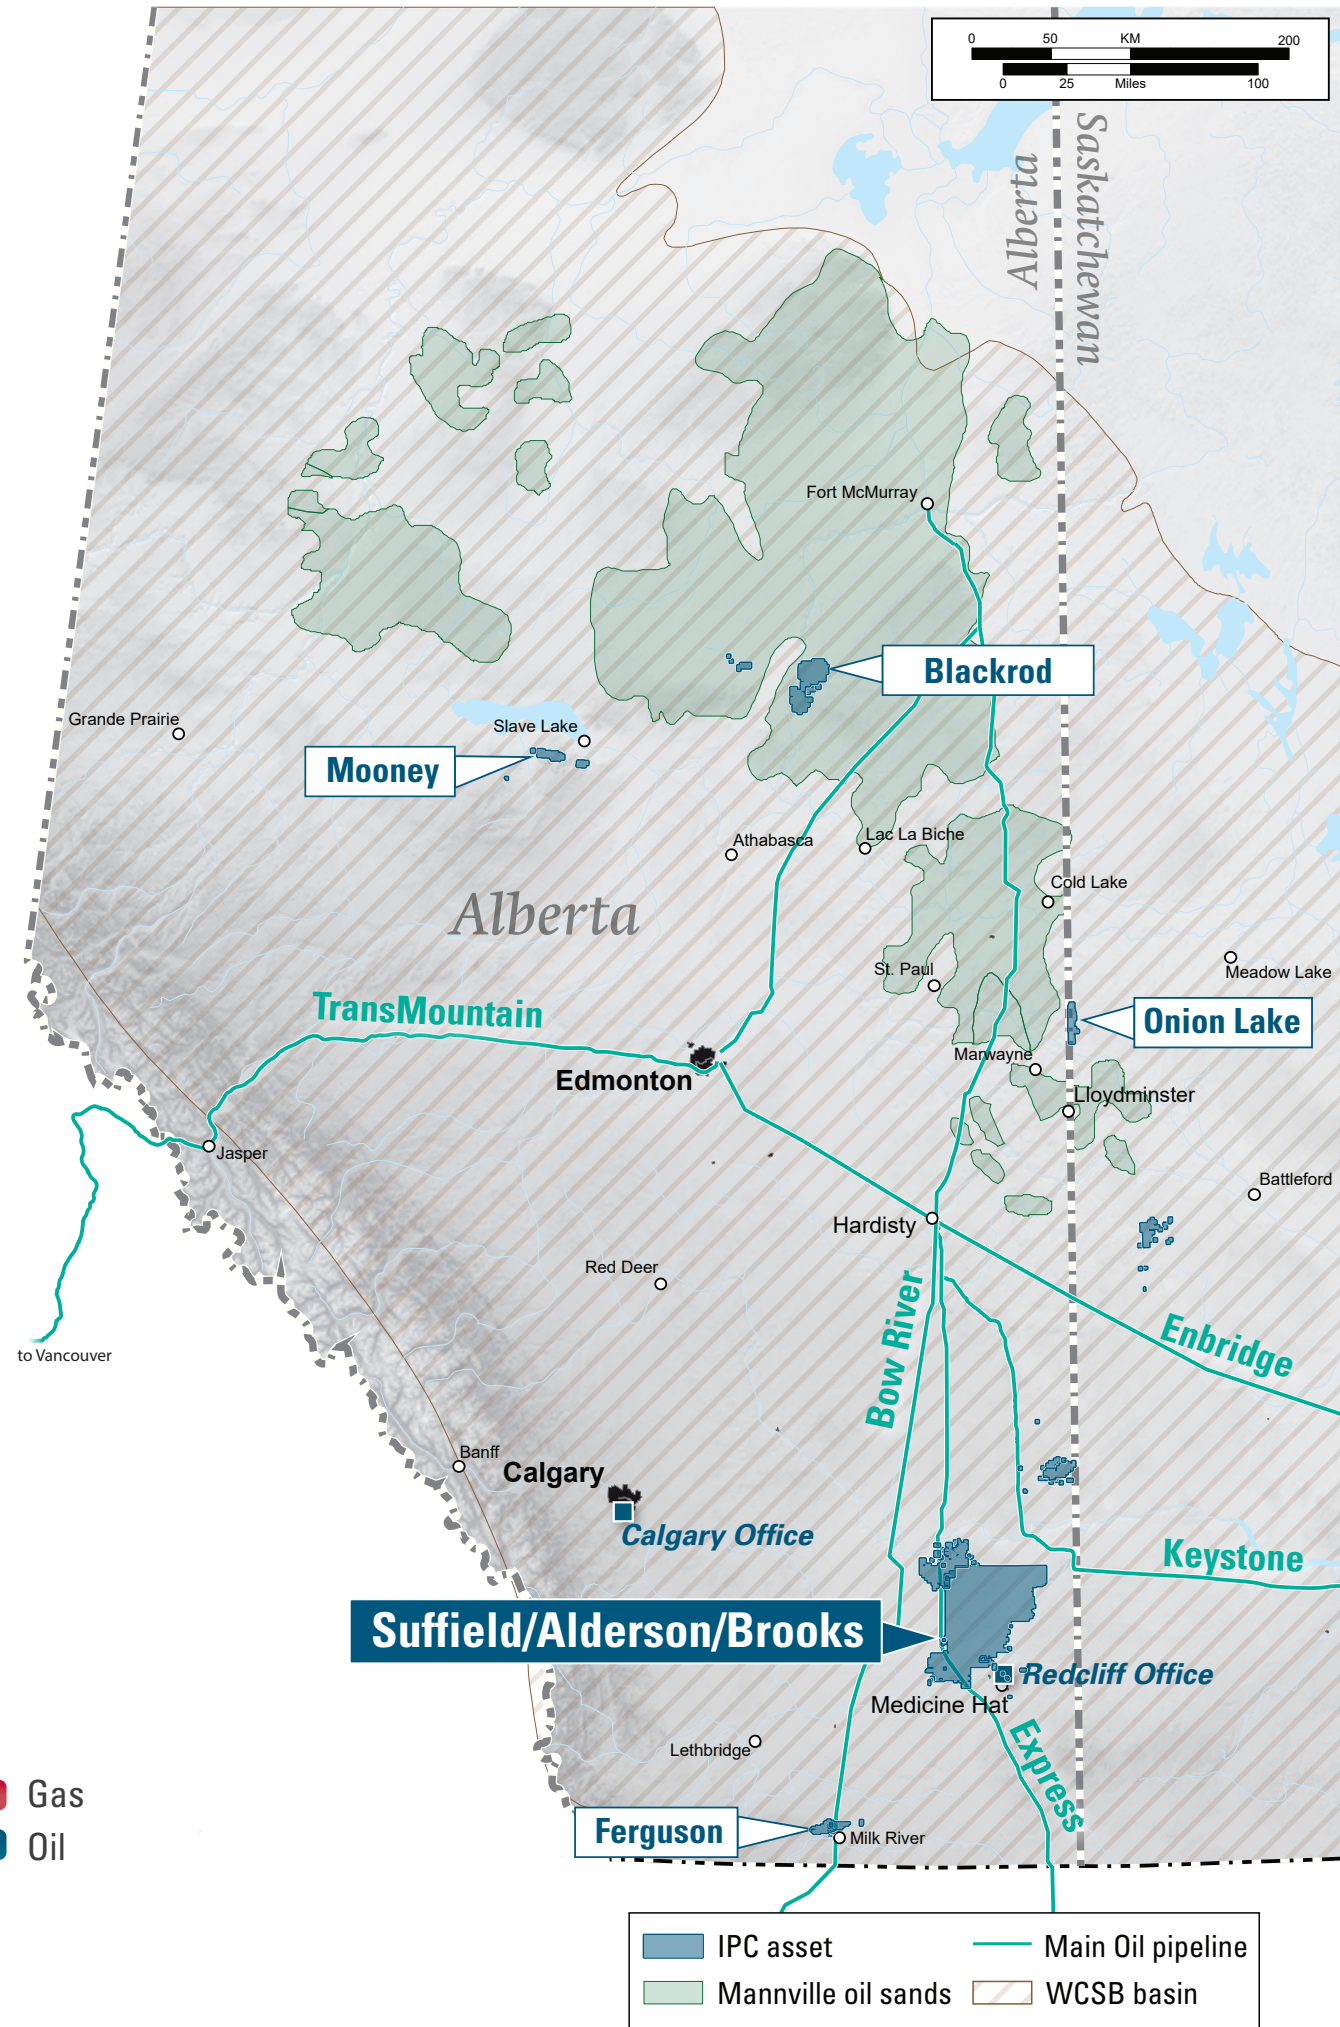 0 50 KM 200
0 25 Miles 100
Alberta
Saskatchewan
Fort McMurray
Blackrod
Grande Prairie
Slave Lake
Mooney
Athabasca
Lac La Biche
Cold Lake
Alberta
St. Paul
Meadow Lake
TransMountain
Onion Lake
Marwayne
Edmonton
Lloydminster
Jasper
Battleford
Hardisty
Red Deer
Bow River
Enbridge
to Vancouver
Banff
Calgary
Calgary Office
Keystone
Suffield/Alderson/Brooks
Redcliff Office
Medicine Hat
Express
Lethbridge
Gas
Ferguson
Milk River
Oil
IPC asset
Main Oil pipeline
Mannville oil sands
WCSB basin